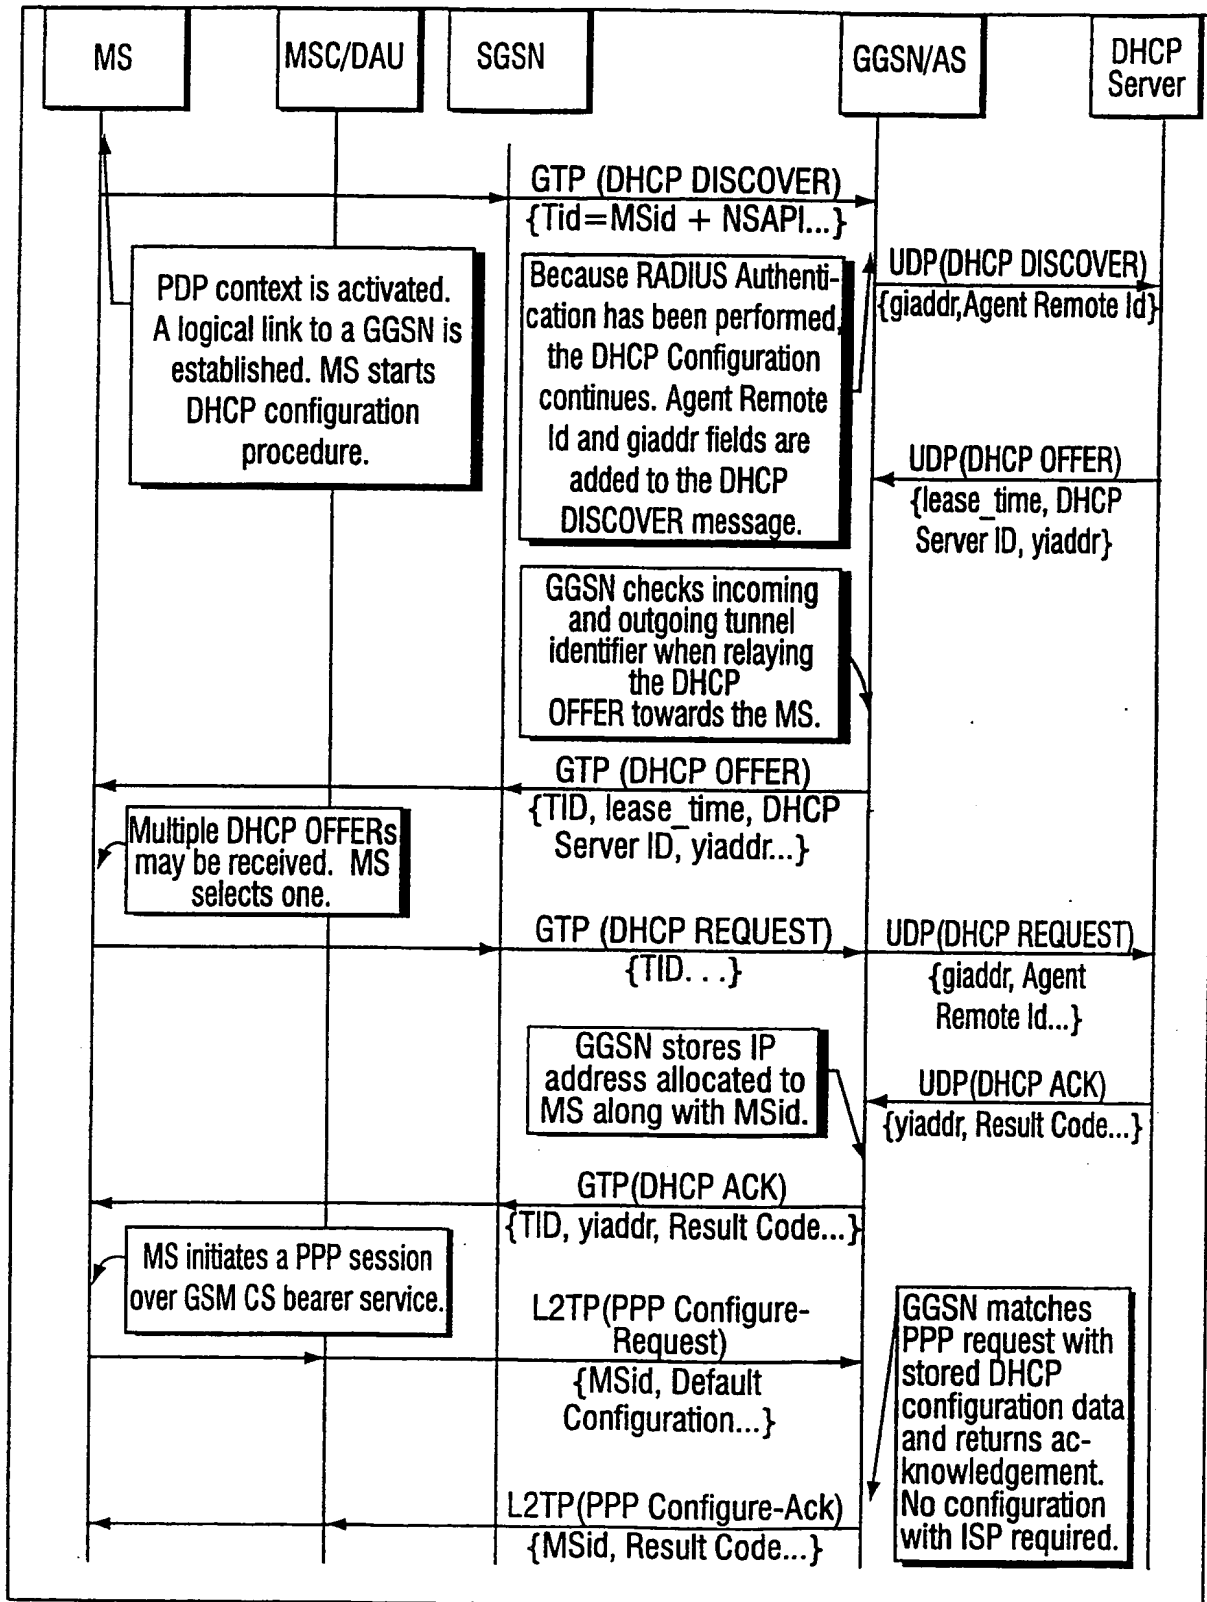 MS
MSC/DAU
SGSN
GGSN/AS
DHCP
Server
GTP (DHCP DISCOVER)
{Tid=MSid + NSAPI...}
PDP context is activated.
A logical link to a GGSN is
established. MS starts
DHCP configuration
procedure.
Because RADIUS Authenti-
cation has been performed,
the DHCP Configuration
continues. Agent Remote
Id and giaddr fields are
added to the DHCP
DISCOVER message.
UDP(DHCP DISCOVER)
{giaddr,Agent Remote Id}
UDP(DHCP OFFER)
{lease_time, DHCP
Server ID, yiaddr}
GGSN checks incoming
and outgoing tunnel
identifier when relaying
the DHCP
OFFER towards the MS.
GTP (DHCP OFFER)
{TID, lease_time, DHCP
Server ID, yiaddr...}
Multiple DHCP OFFERs
may be received. MS
selects one.
GTP (DHCP REQUEST)
{TID. . .}
UDP(DHCP REQUEST)
{giaddr, Agent
Remote Id...}
GGSN stores IP
address allocated to
MS along with MSid.
UDP(DHCP ACK)
{yiaddr, Result Code...}
GTP(DHCP ACK)
{TID, yiaddr, Result Code...}
MS initiates a PPP session
over GSM CS bearer service.
L2TP(PPP Configure-
Request)
{MSid, Default
Configuration...}
GGSN matches
PPP request with
stored DHCP
configuration data
and returns ac-
knowledgement.
No configuration
with ISP required.
L2TP(PPP Configure-Ack)
{MSid, Result Code...}